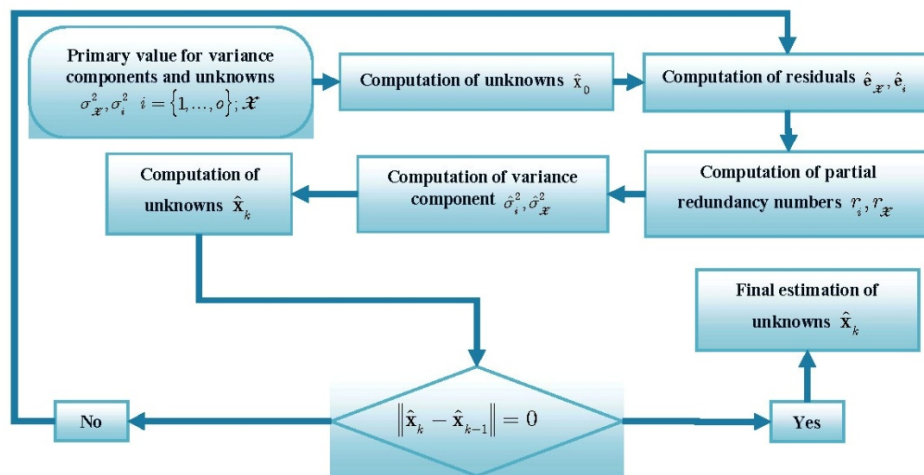 Primary value for variance
components and unknowns
σ²_𝒳, σ²_i i = {1,...,o}; 𝒳
Computation of unknowns x̂₀
Computation of residuals ê_𝒳, ê_i
Computation of partial
redundancy numbers r_i, r_𝒳
Computation of variance
component σ̂²_i, σ̂²_𝒳
Computation of
unknowns x̂_k
‖x̂_k − x̂_{k−1}‖ = 0
No
Yes
Final estimation of
unknowns x̂_k